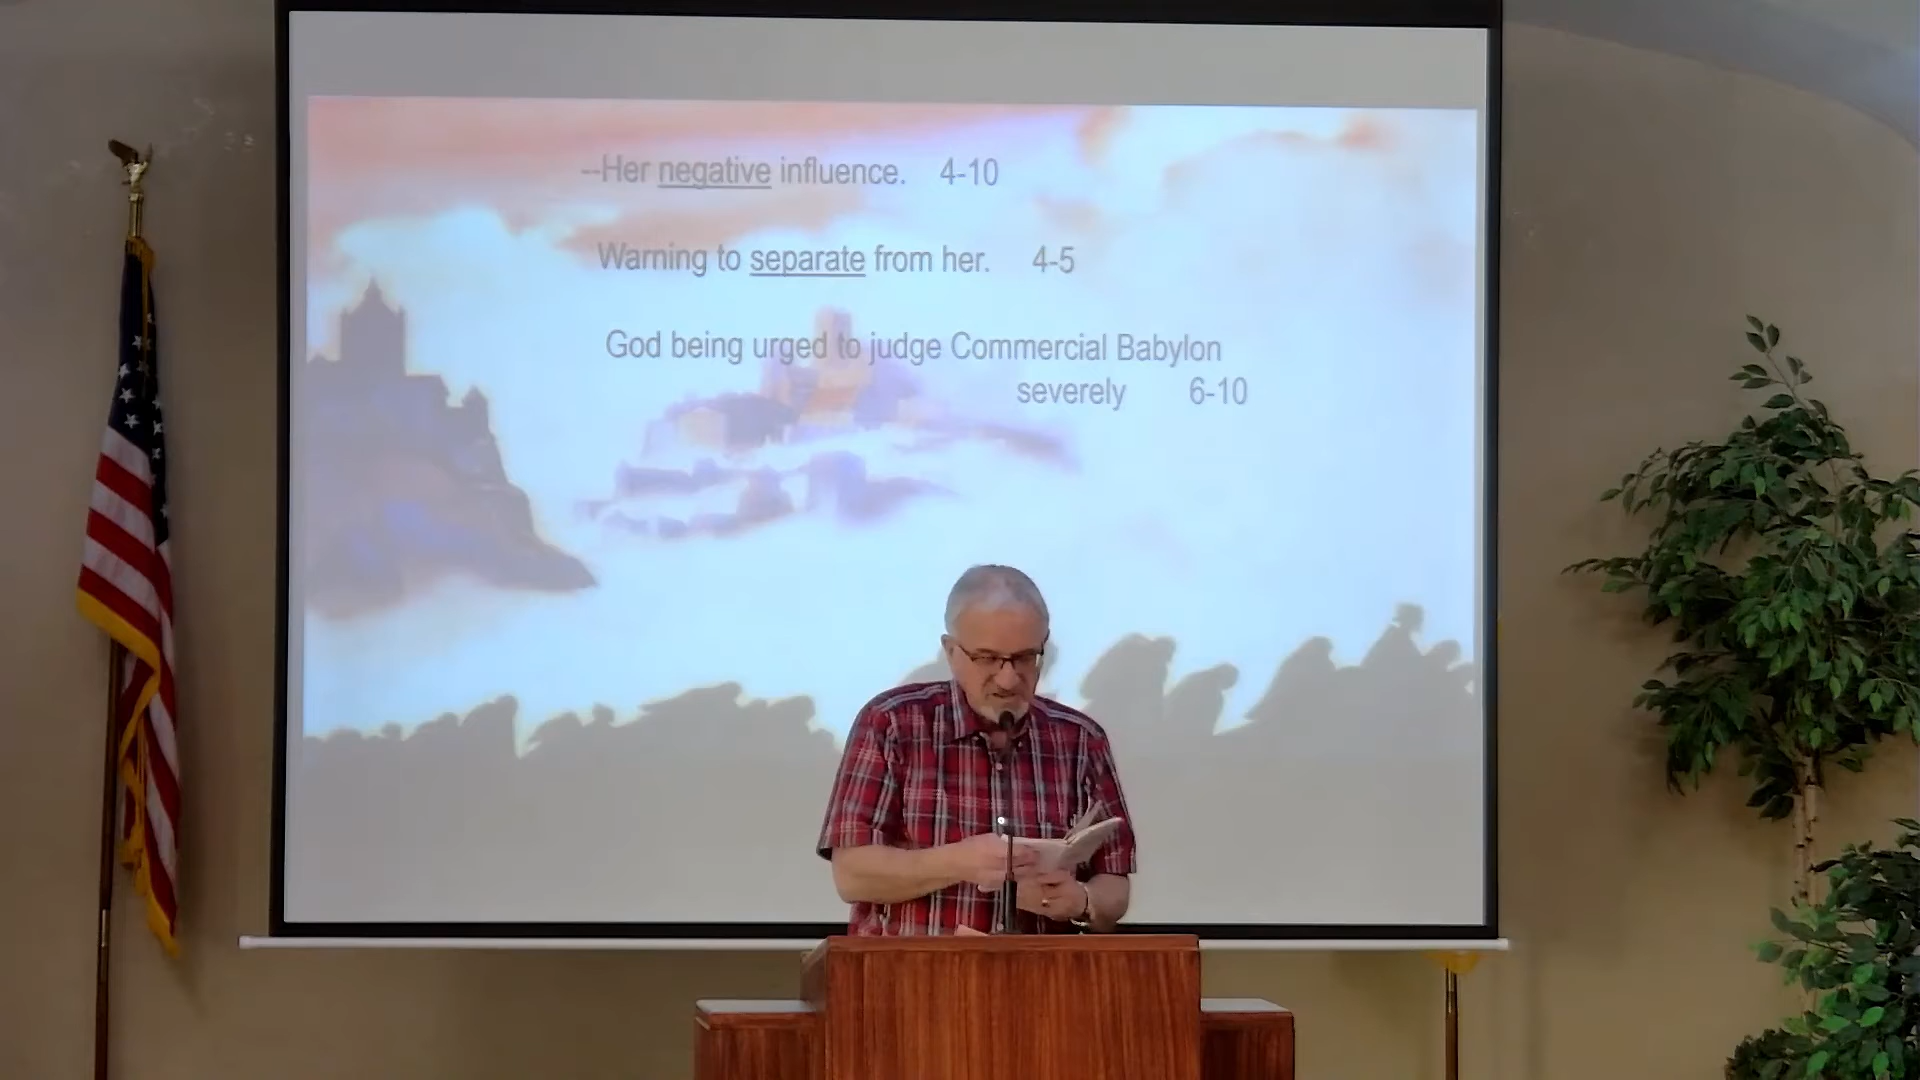 --Her negative influence. 4-10
Warning to separate from her. 4-5
God being urged to judge Commercial Babylon
severely 6-10